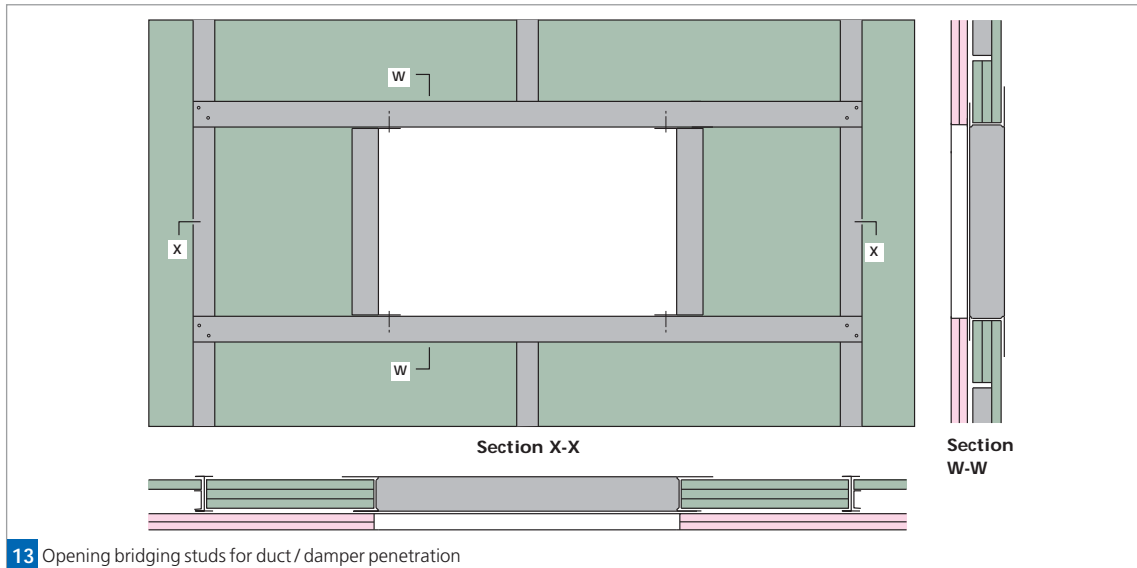 W
X
X
W
Section X-X
Section
W-W
13 Opening bridging studs for duct / damper penetration